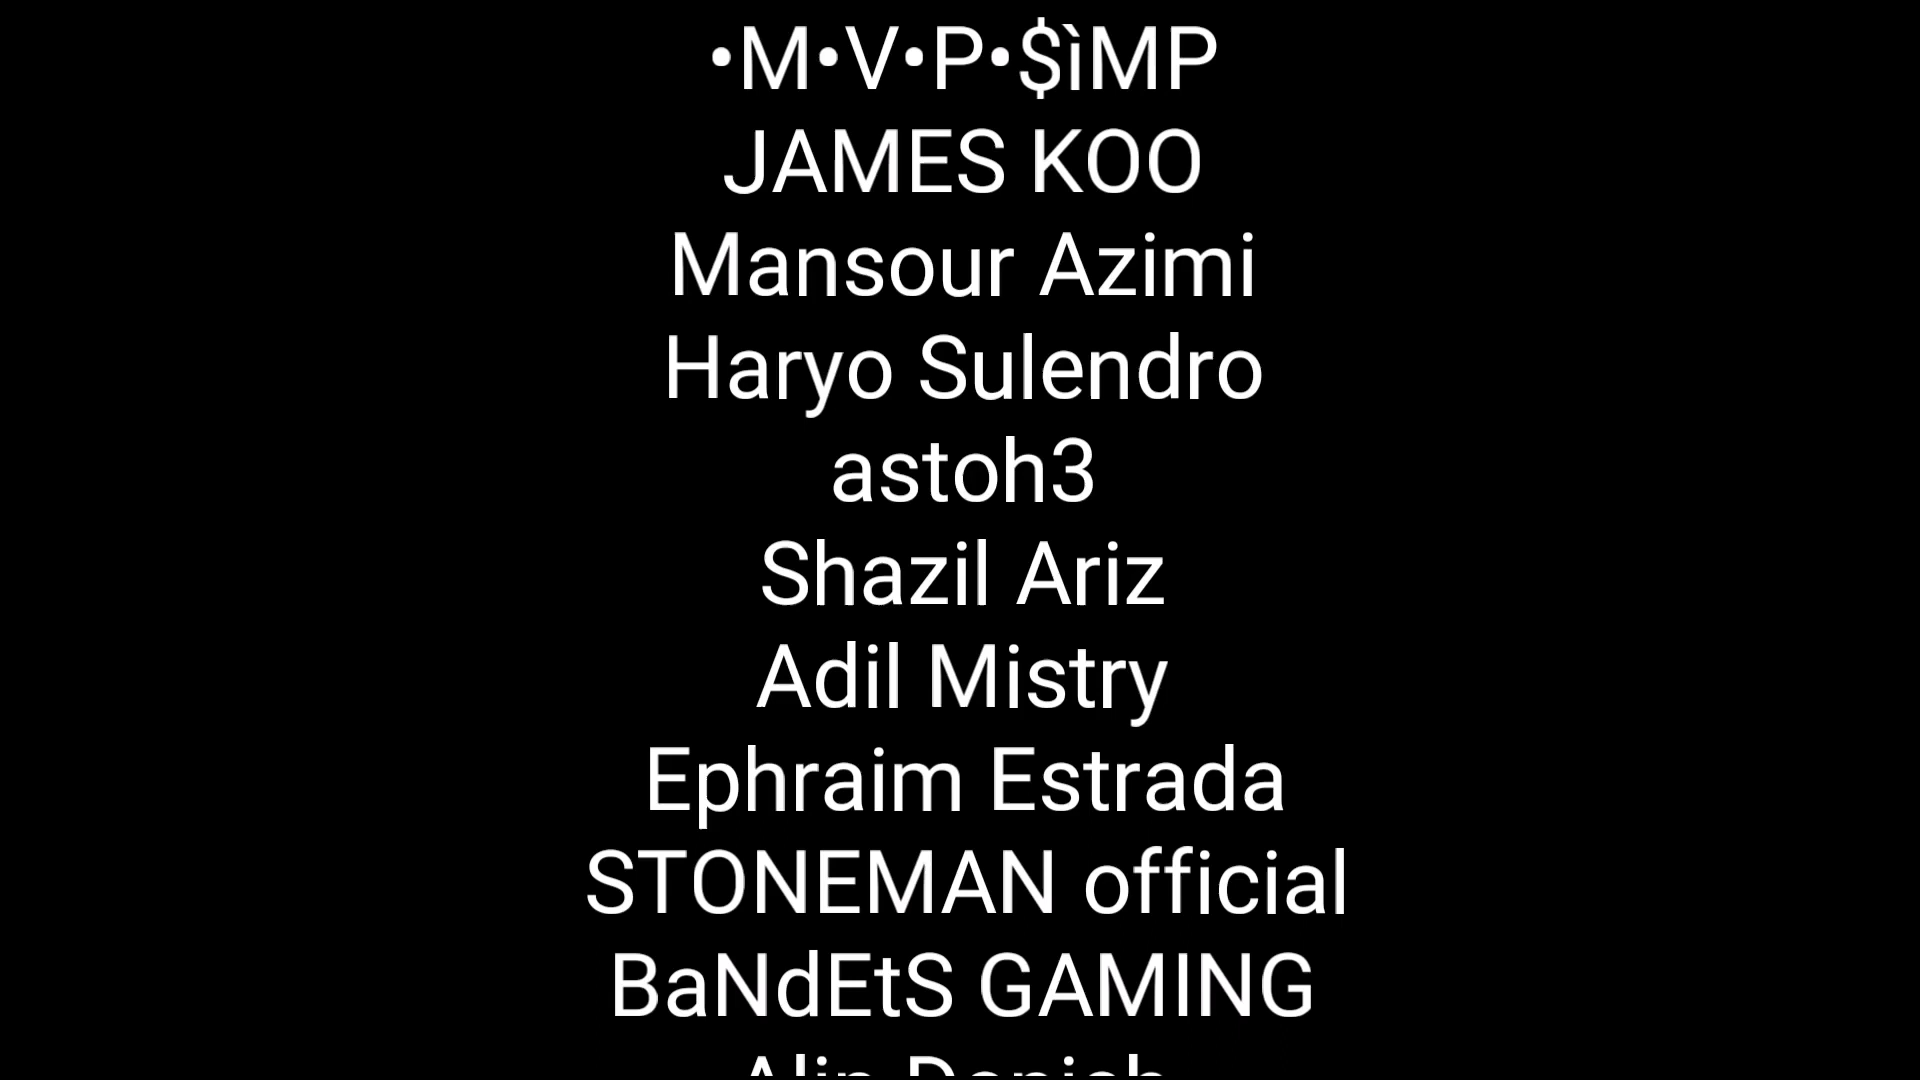 •M•V•P•$ìMP
JAMES KOO
Mansour Azimi
Haryo Sulendro
astoh3
Shazil Ariz
Adil Mistry
Ephraim Estrada
STONEMAN official
BaNdEtS GAMING